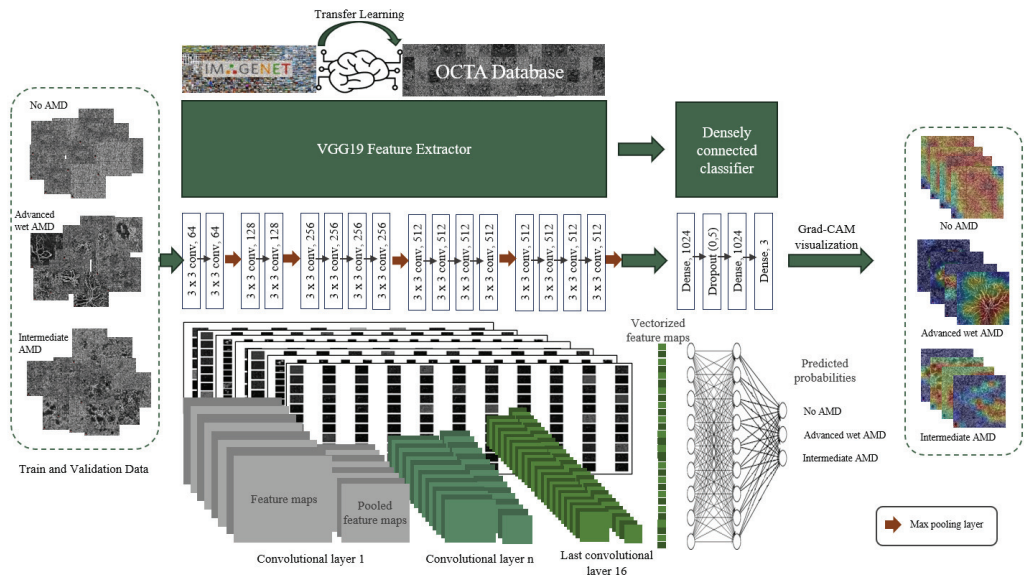 Transfer Learning
IMAGENET
OCTA Database
No AMD
Advanced
wet AMD
Intermediate
AMD
Train and Validation Data
VGG19 Feature Extractor
Densely
connected
classifier
3 x 3 conv, 64
3 x 3 conv, 64
3 x 3 conv, 128
3 x 3 conv, 128
3 x 3 conv, 256
3 x 3 conv, 256
3 x 3 conv, 256
3 x 3 conv, 256
3 x 3 conv, 512
3 x 3 conv, 512
3 x 3 conv, 512
3 x 3 conv, 512
3 x 3 conv, 512
3 x 3 conv, 512
3 x 3 conv, 512
3 x 3 conv, 512
Dense, 1024
Dropout (0,5)
Dense, 1024
Dense, 3
Grad-CAM
visualization
No AMD
Advanced wet AMD
Intermediate AMD
Vectorized
feature maps
Predicted
probabilities
No AMD
Advanced wet AMD
Intermediate AMD
Feature maps
Pooled
feature maps
Convolutional layer 1
Convolutional layer n
Last convolutional
layer 16
Max pooling layer